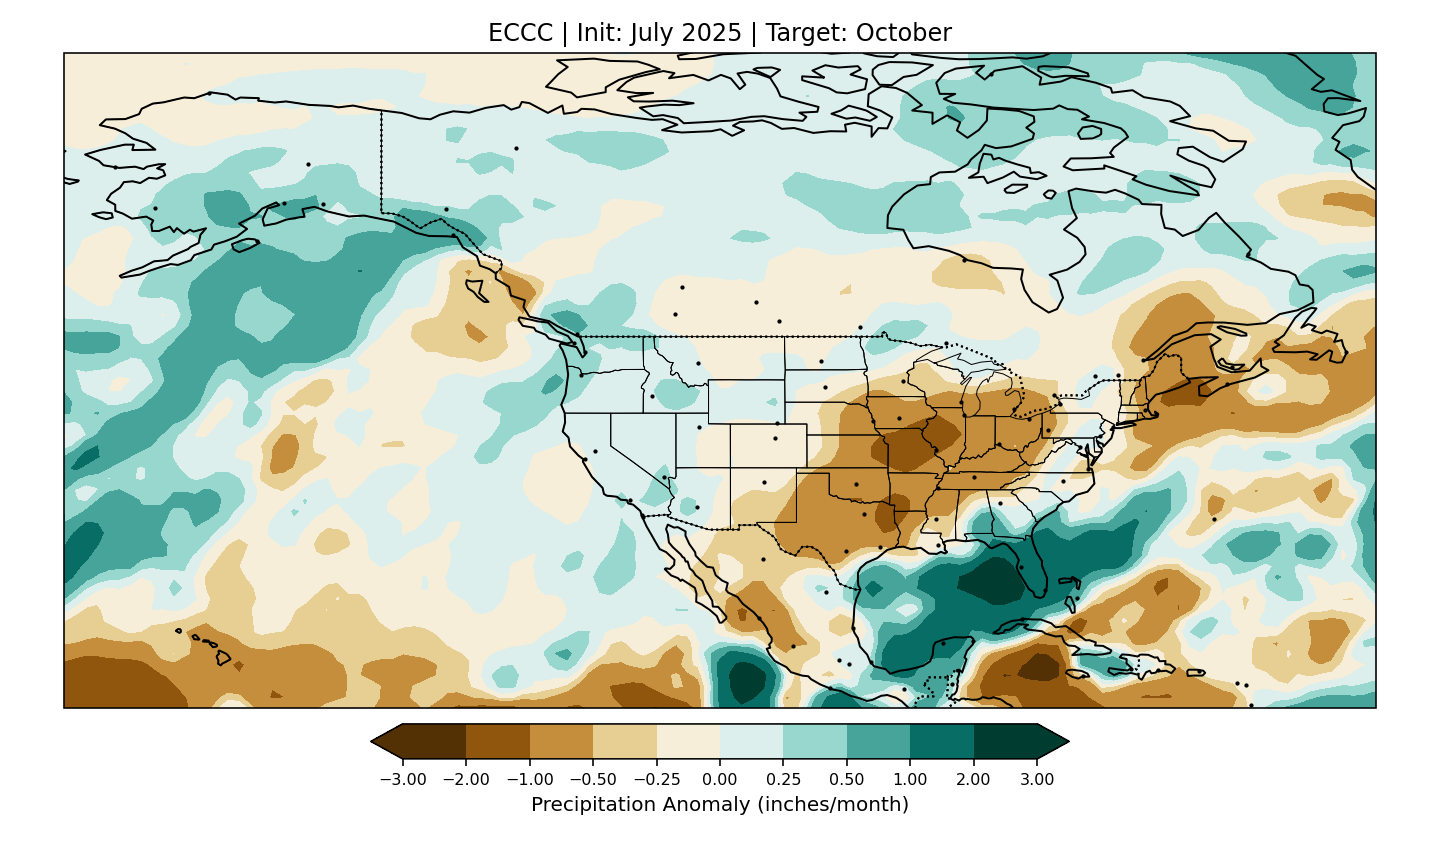 ECCC | Init: July 2025 | Target: October
−3.00 −2.00 −1.00 −0.50 −0.25 0.00 0.25 0.50 1.00 2.00 3.00
Precipitation Anomaly (inches/month)